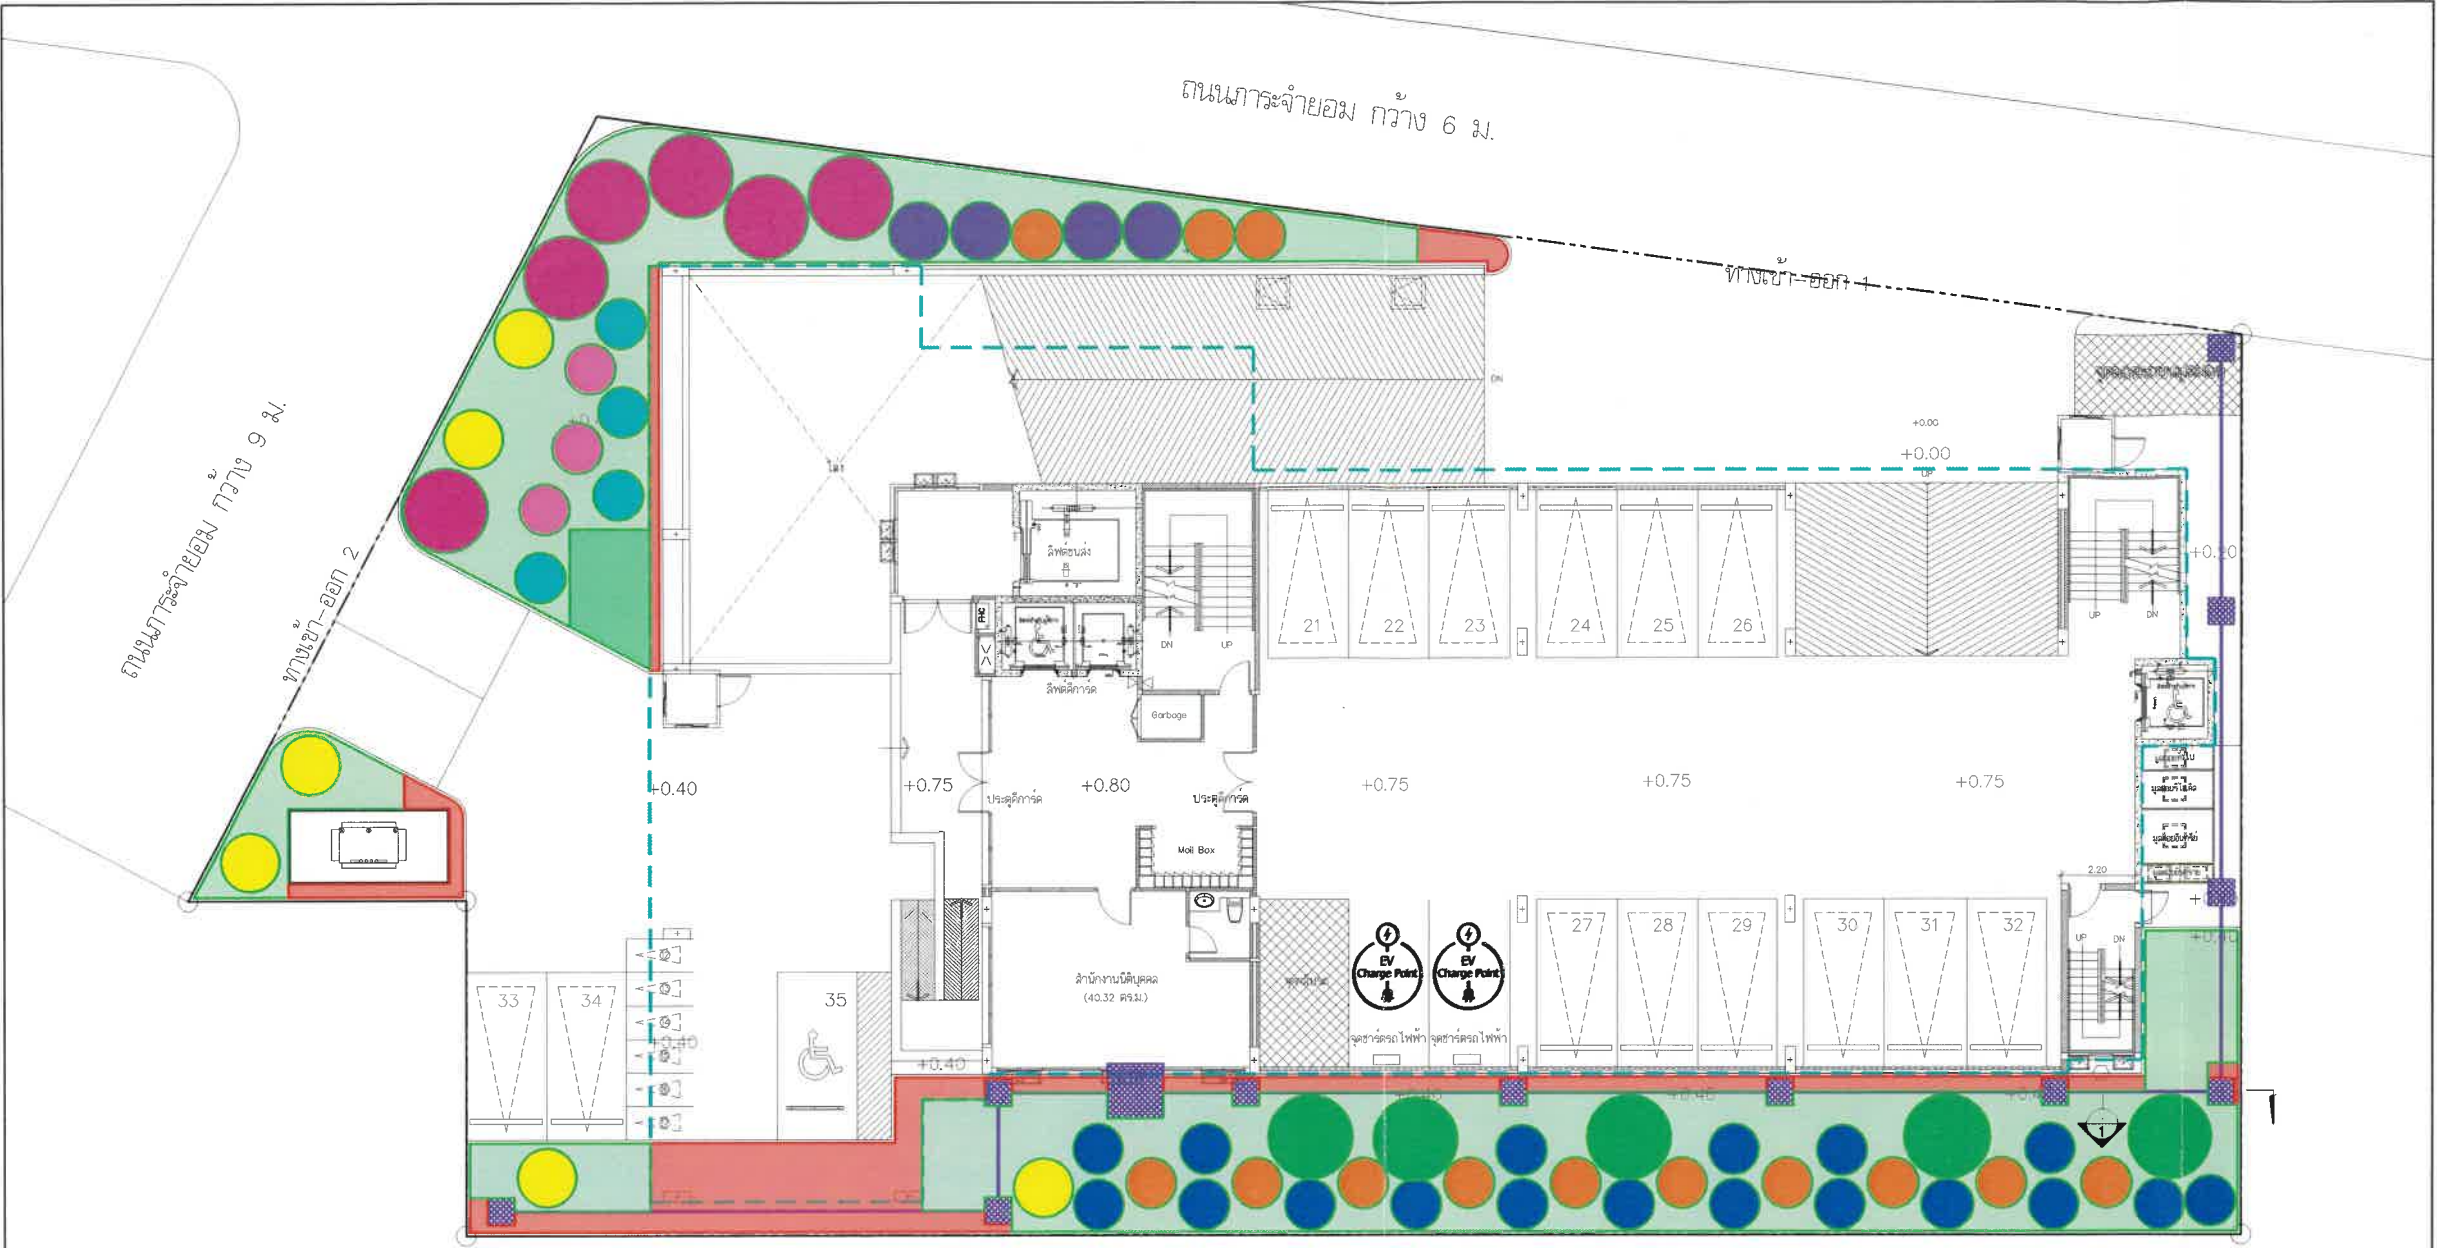 ถนนภาระจำยอม กว้าง 6 ม.
ทางเข้า-ออก 1
ถนนภาระจำยอม กว้าง 9 ม.
ทางเข้า-ออก 2
DN
+0.00
+0.00
UP
ลิฟต์ขนส่ง
FHC
DN
UP
21
22
23
24
25
26
UP
DN
ลิฟต์คีการ์ด
Garbage
+0.40
+0.75
ประตูคีการ์ด
+0.80
ประตูคีการ์ด
+0.75
+0.75
+0.75
Mail Box
2.20
27
28
29
30
31
32
UP
DN
EV
Charge Point
EV
Charge Point
สำนักงานนิติบุคคล
(40.32 ตร.ม.)
33
34
35
จุดชาร์ตรถไฟฟ้า
จุดชาร์ตรถไฟฟ้า
+0.40
+0.40
1